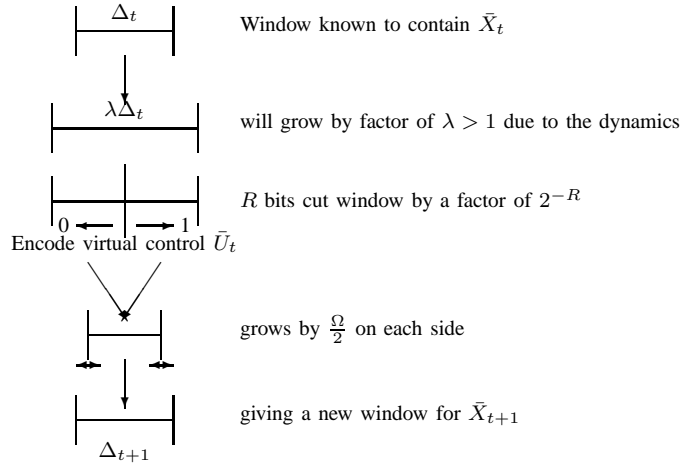 Δ_t
Window known to contain X̄_t
λΔ_t
will grow by factor of λ > 1 due to the dynamics
R bits cut window by a factor of 2^{−R}
0 1
Encode virtual control Ū_t
grows by Ω/2 on each side
giving a new window for X̄_{t+1}
Δ_{t+1}